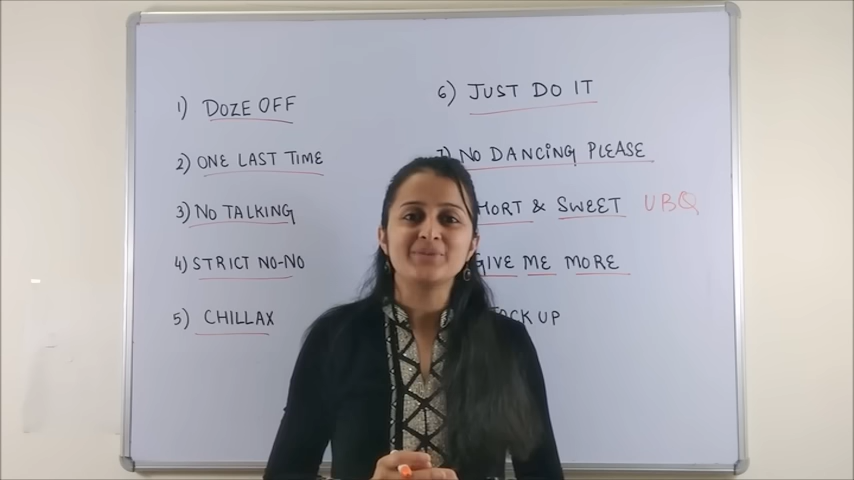 1) DOZE OFF
2) ONE LAST TIME
3) NO TALKING
4) STRICT NO-NO
5) CHILLAX
6) JUST DO IT
7) NO DANCING PLEASE
HORT & SWEET UBQ
GIVE ME MORE
UP